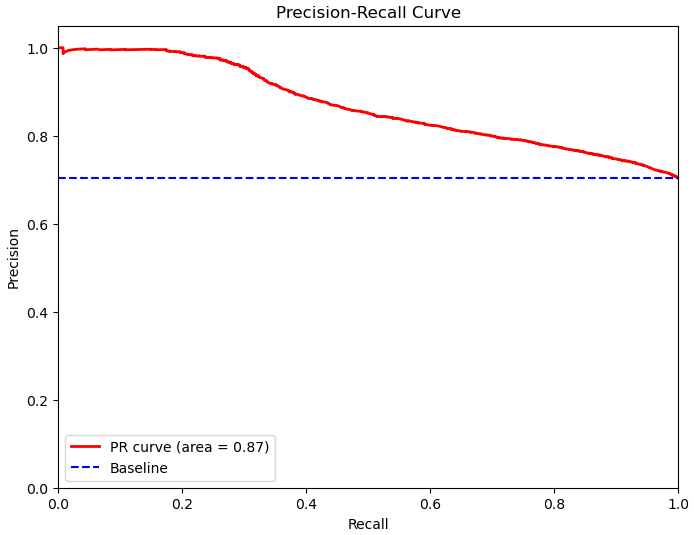 Precision-Recall Curve
1.0
0.8
0.6
0.4
0.2
0.0
Precision
PR curve (area = 0.87)
Baseline
0.0 0.2 0.4 0.6 0.8 1.0
Recall